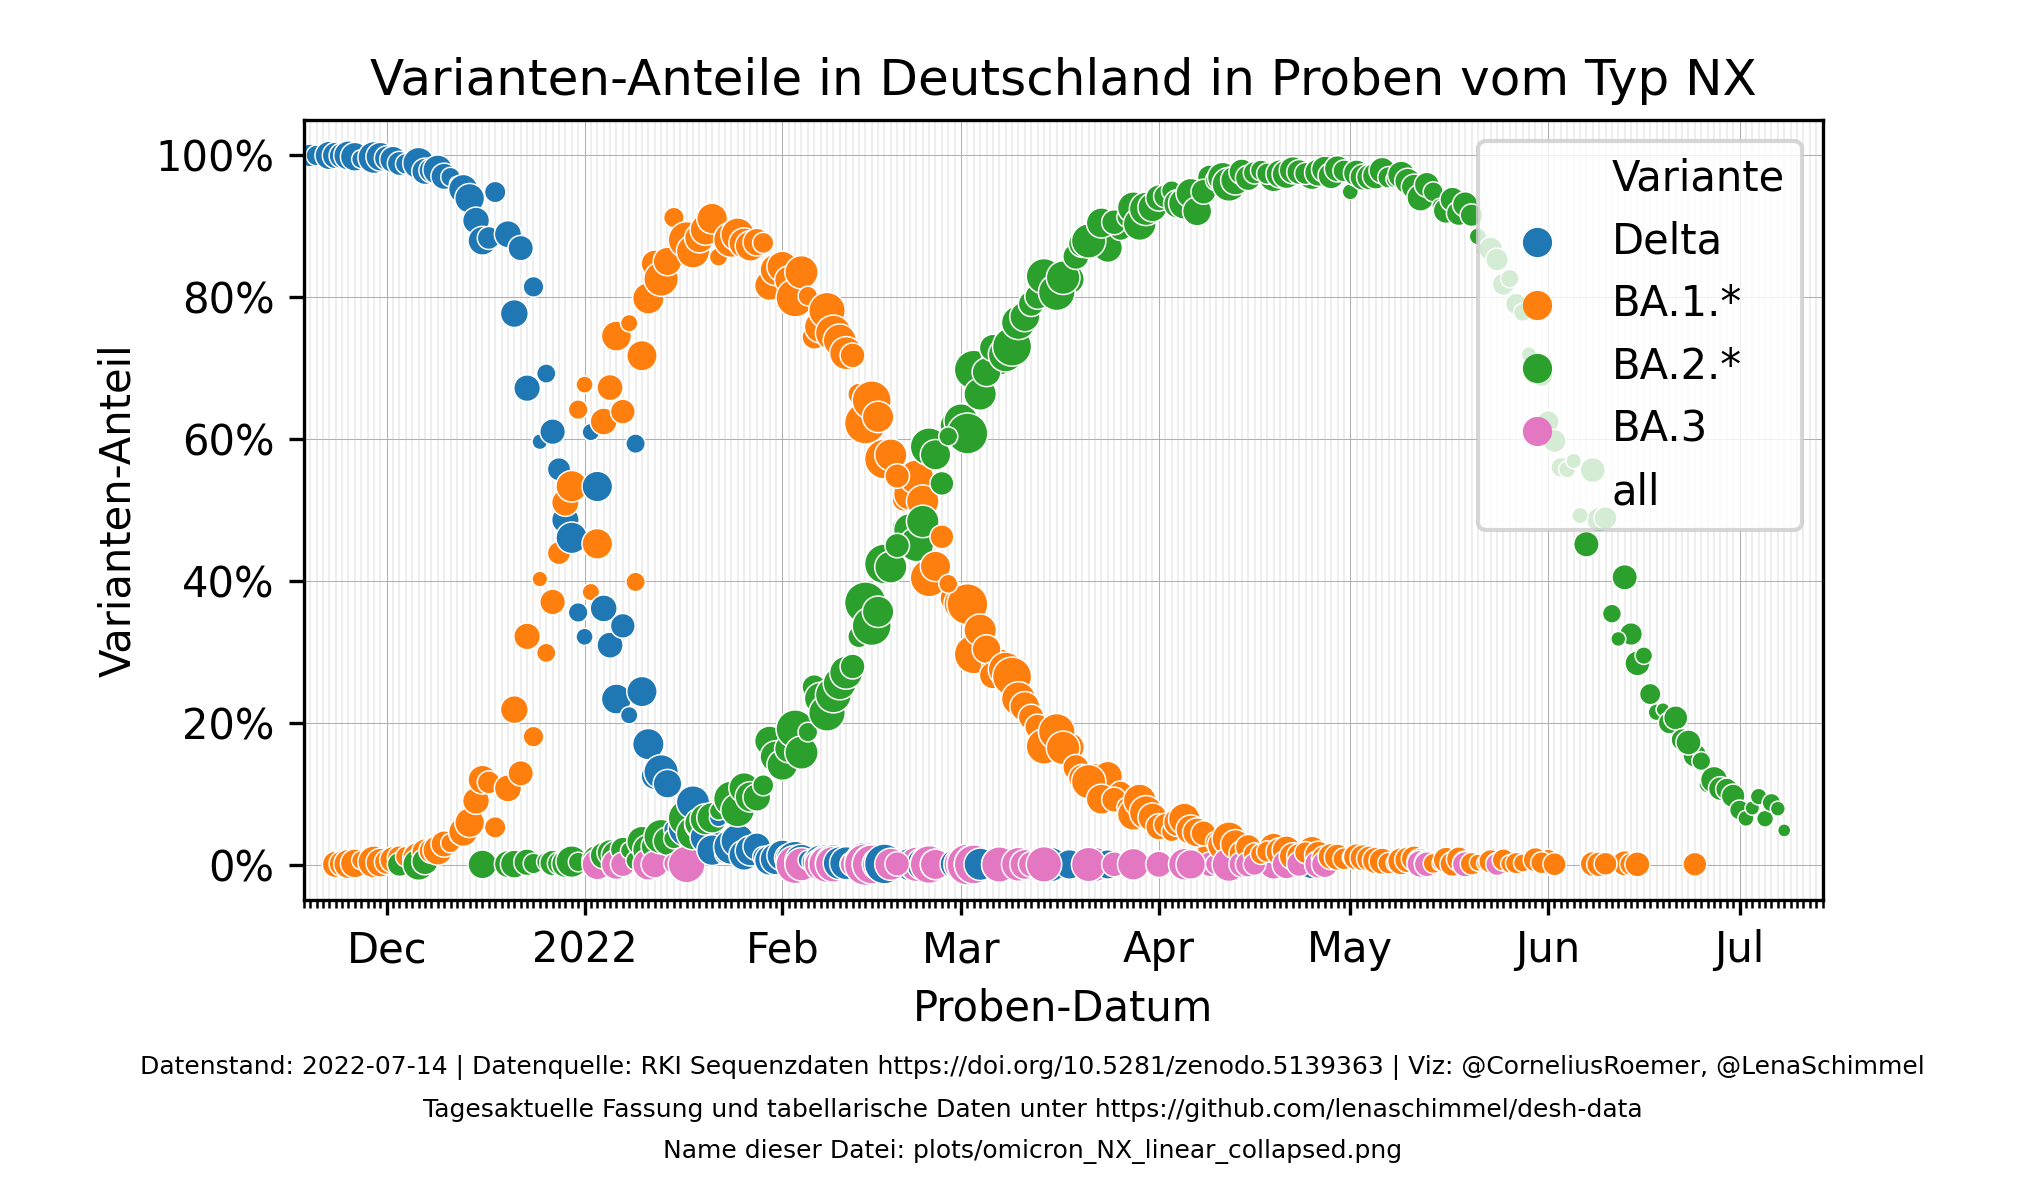 Varianten-Anteile in Deutschland in Proben vom Typ NX
Varianten-Anteil
100%
80%
60%
40%
20%
0%
Variante
Delta
BA.1.*
BA.2.*
BA.3
all
Dec 2022 Feb Mar Apr May Jun Jul
Proben-Datum
Datenstand: 2022-07-14 | Datenquelle: RKI Sequenzdaten https://doi.org/10.5281/zenodo.5139363 | Viz: @CorneliusRoemer, @LenaSchimmel
Tagesaktuelle Fassung und tabellarische Daten unter https://github.com/lenaschimmel/desh-data
Name dieser Datei: plots/omicron_NX_linear_collapsed.png